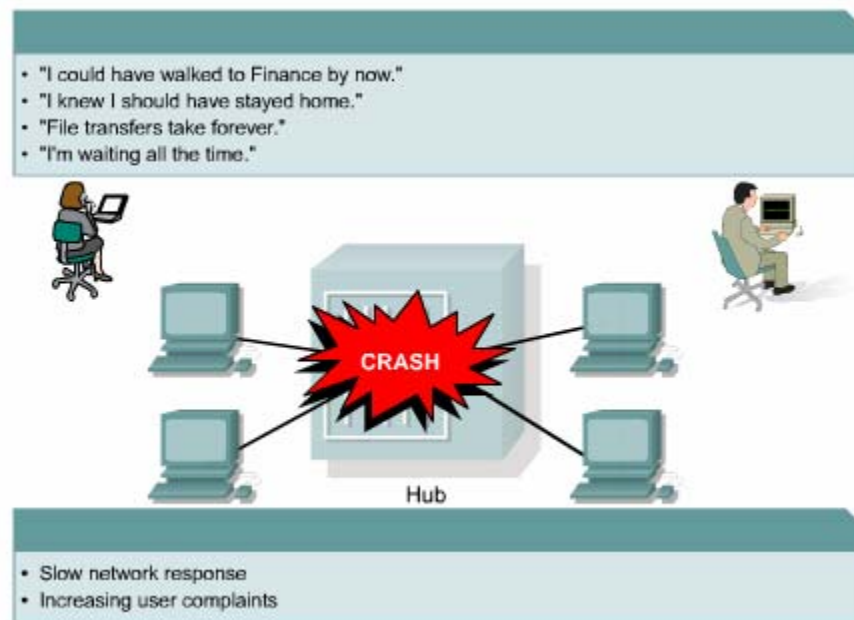 • "I could have walked to Finance by now."
• "I knew I should have stayed home."
• "File transfers take forever."
• "I'm waiting all the time."
CRASH
Hub
• Slow network response
• Increasing user complaints